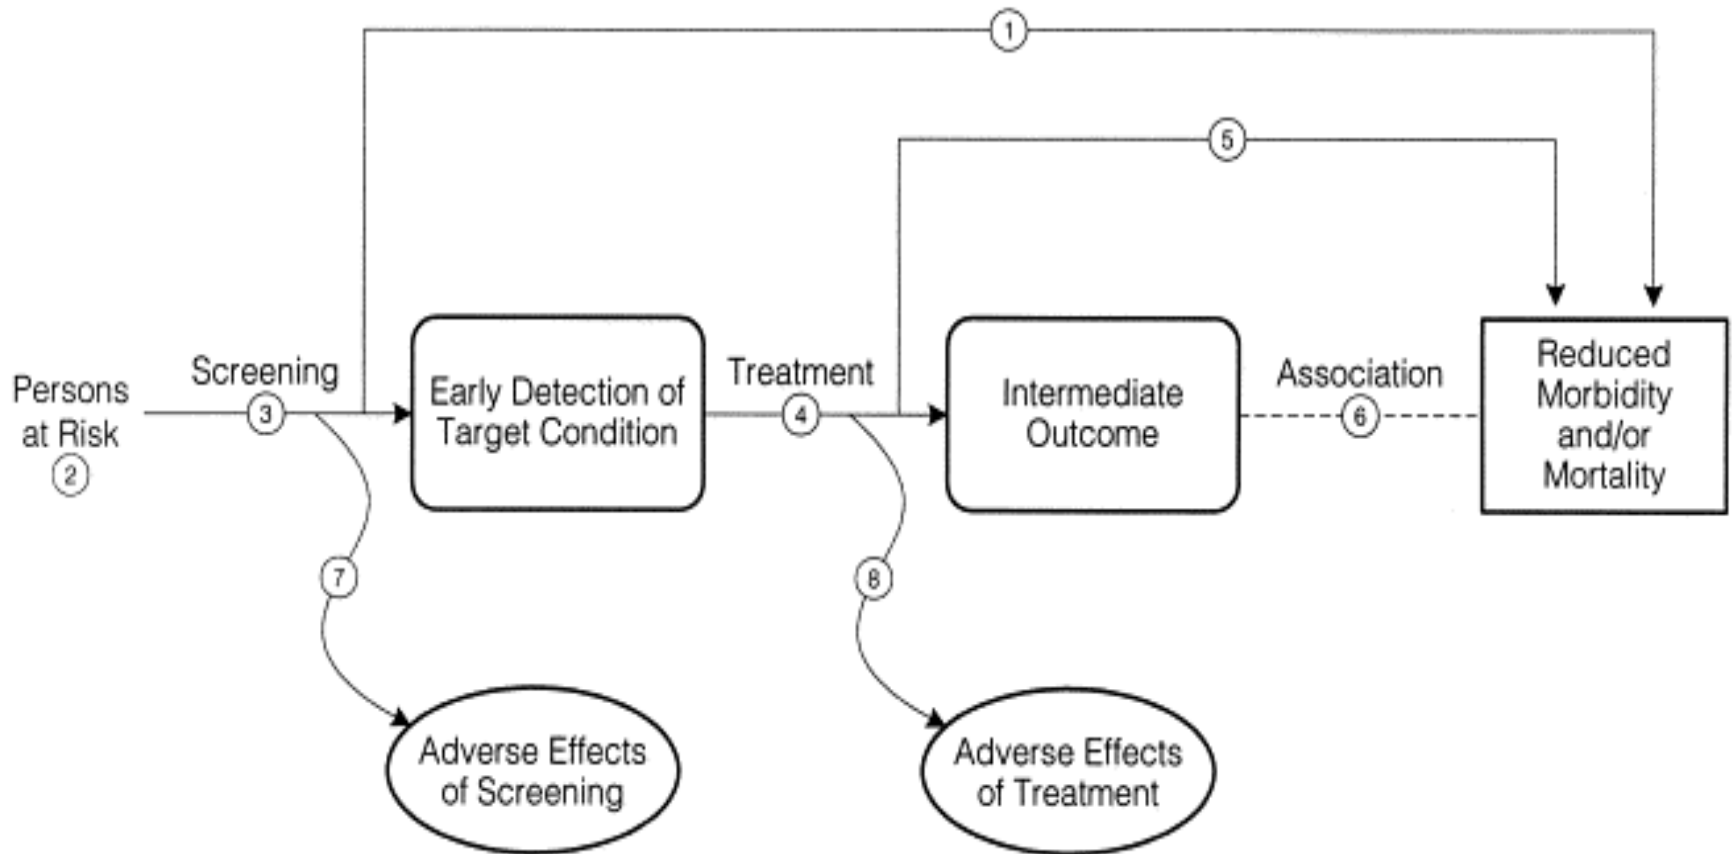 1
5
Screening
3
Persons
at Risk
2
Early Detection of
Target Condition
Treatment
4
Intermediate
Outcome
Association
6
Reduced
Morbidity
and/or
Mortality
7
8
Adverse Effects
of Screening
Adverse Effects
of Treatment